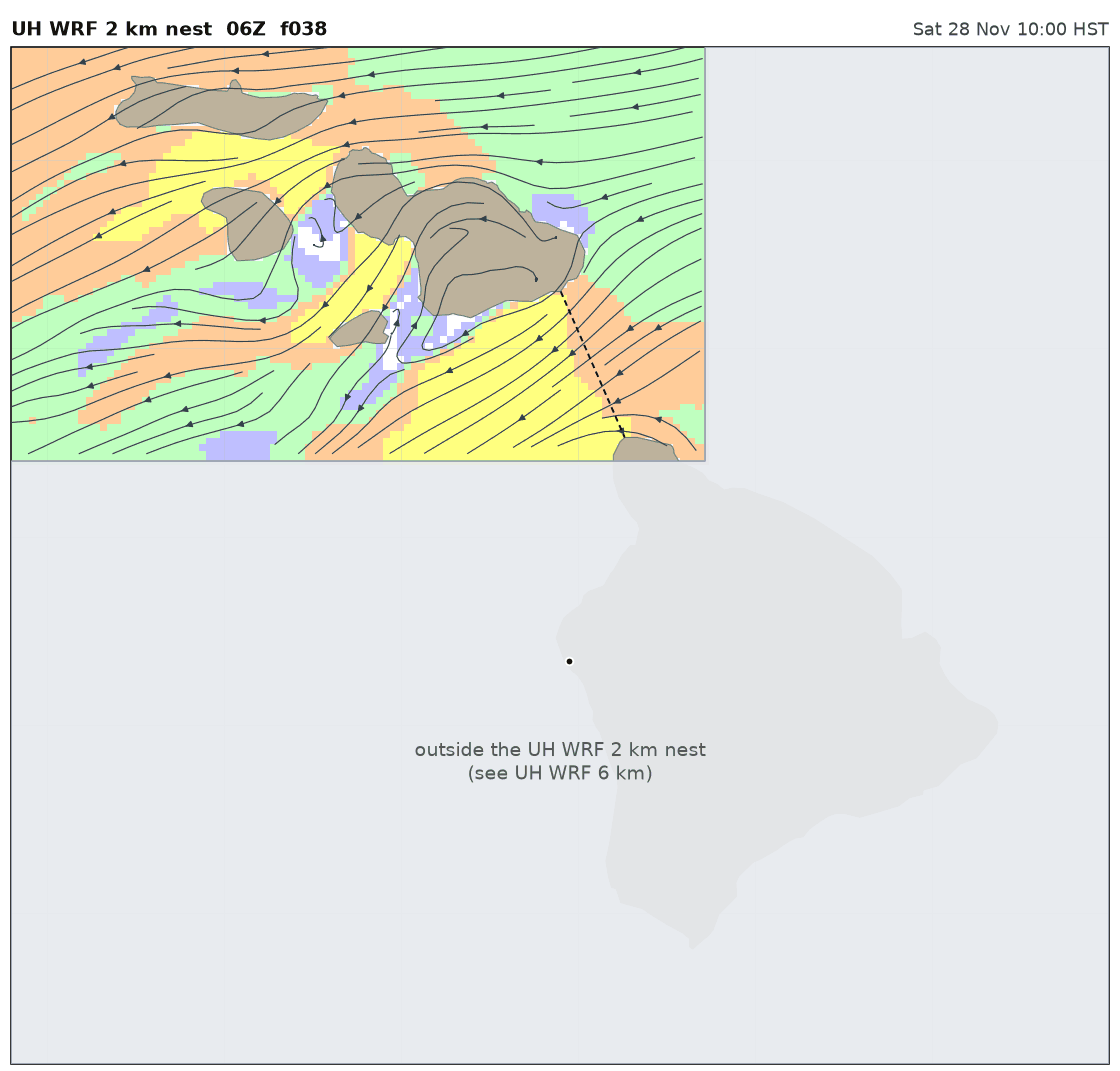 UH WRF 2 km nest  06Z  f038
Sat 28 Nov 10:00 HST
outside the UH WRF 2 km nest
(see UH WRF 6 km)